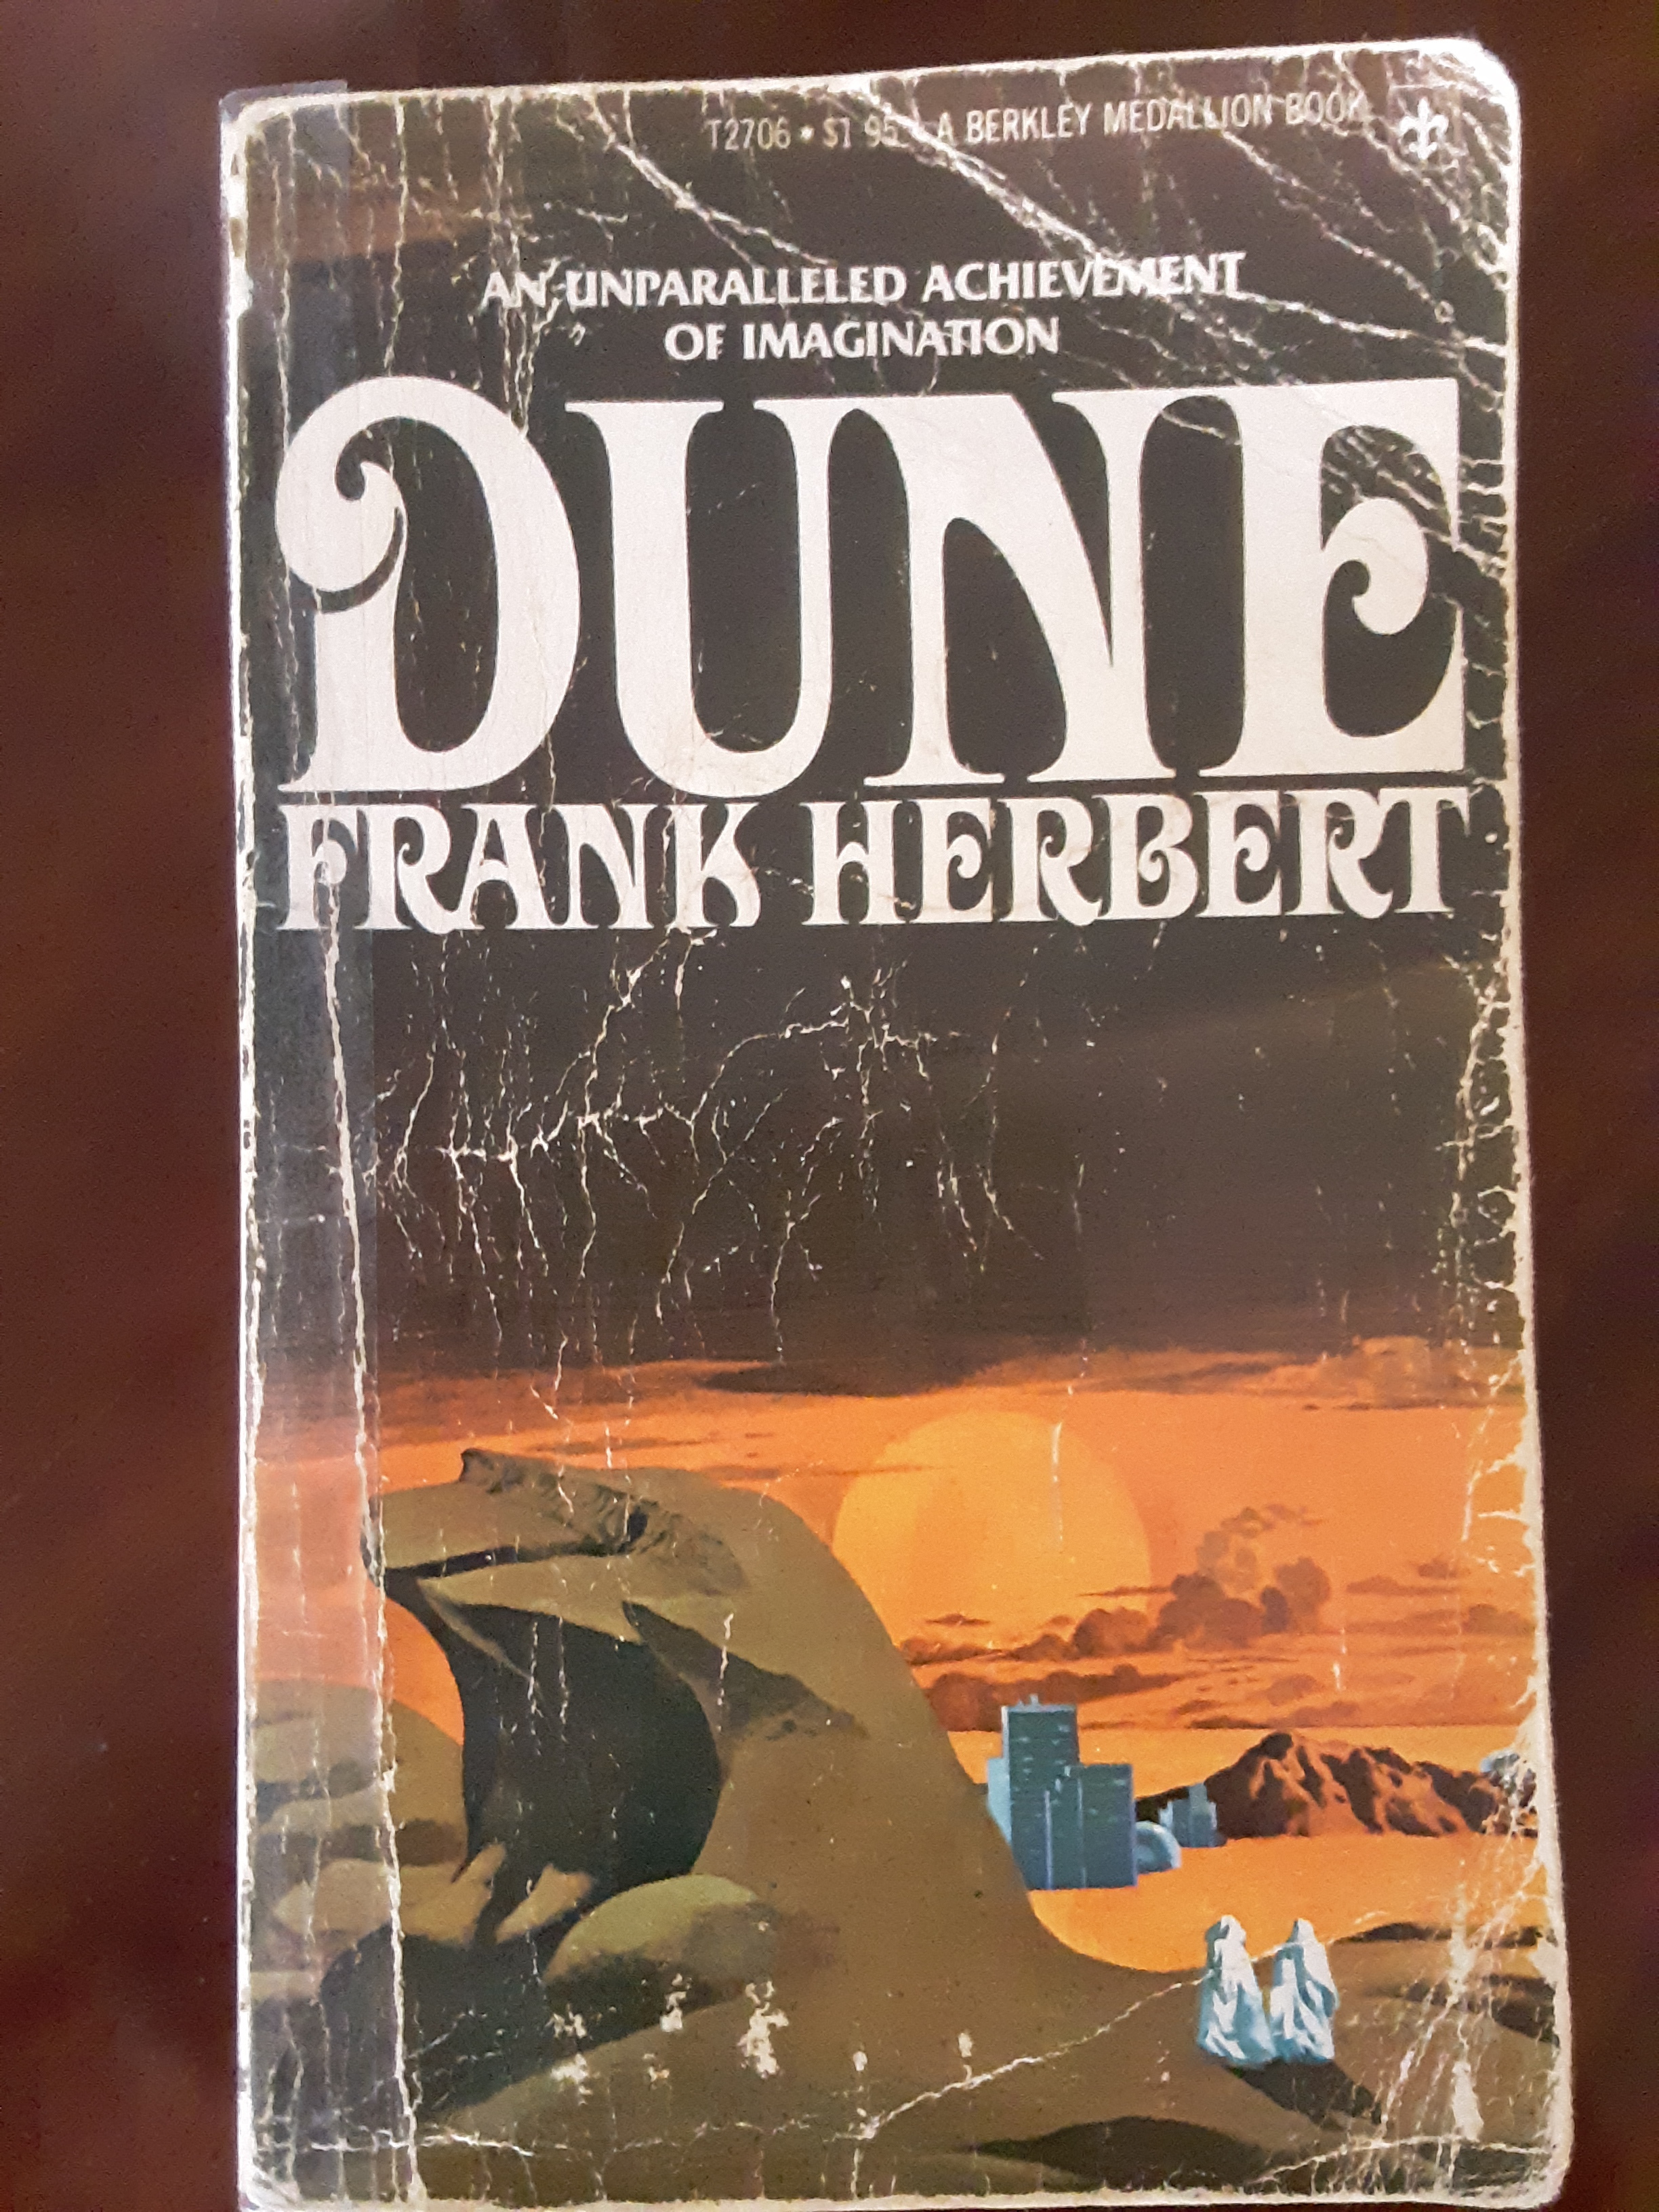 T2706 • $1.95 • A BERKLEY MEDALLION BOOK
AN UNPARALLELED ACHIEVEMENT
OF IMAGINATION
DUNE
FRANK HERBERT